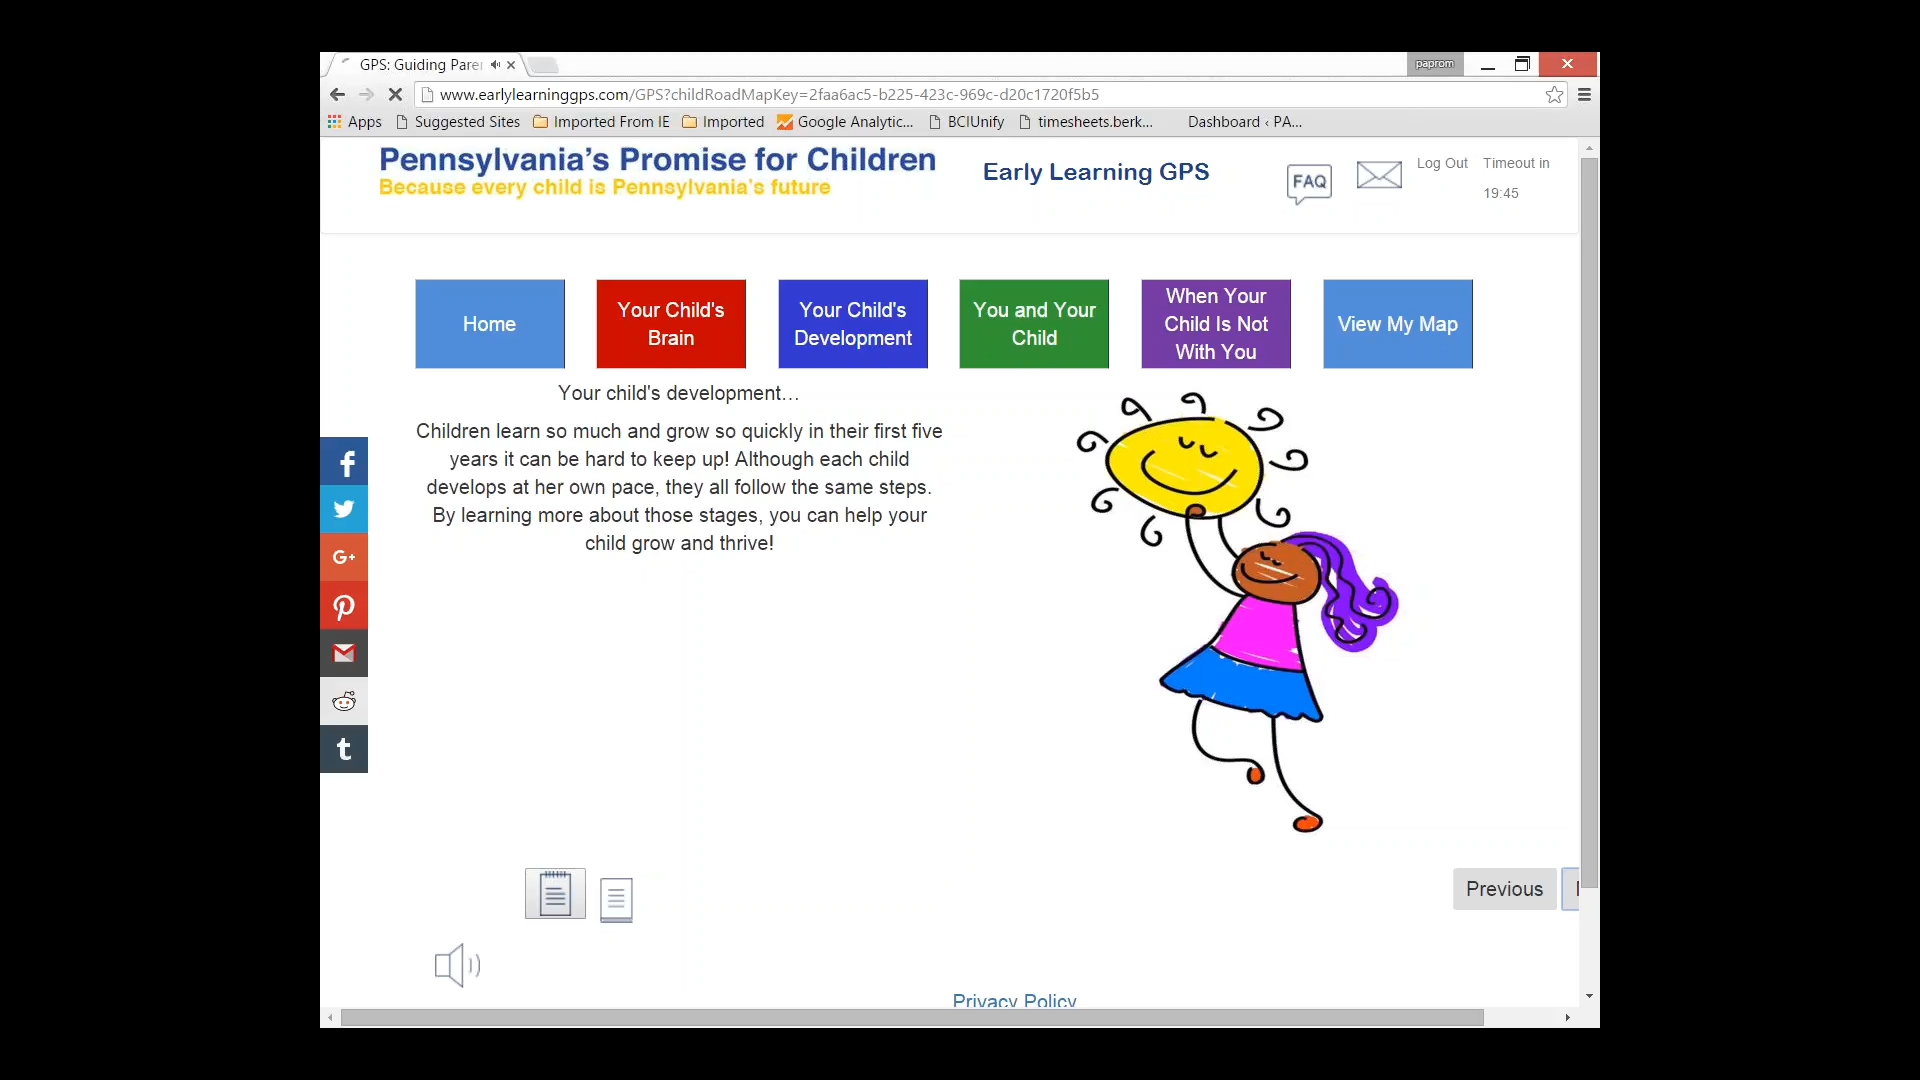 GPS: Guiding Pare
paprom
www.earlylearninggps.com/GPS?childRoadMapKey=2faa6ac5-b225-423c-969c-d20c1720f5b5
Apps Suggested Sites Imported From IE Imported Google Analytic... BCIUnify timesheets.berk... Dashboard ‹ PA...
Pennsylvania's Promise for Children
Because every child is Pennsylvania's future
Early Learning GPS
FAQ
Log Out
Timeout in
19:45
Home
Your Child's
Brain
Your Child's
Development
You and Your
Child
When Your
Child Is Not
With You
View My Map
Your child's development...
Children learn so much and grow so quickly in their first five
years it can be hard to keep up! Although each child
develops at her own pace, they all follow the same steps.
By learning more about those stages, you can help your
child grow and thrive!
Previous
Privacy Policy